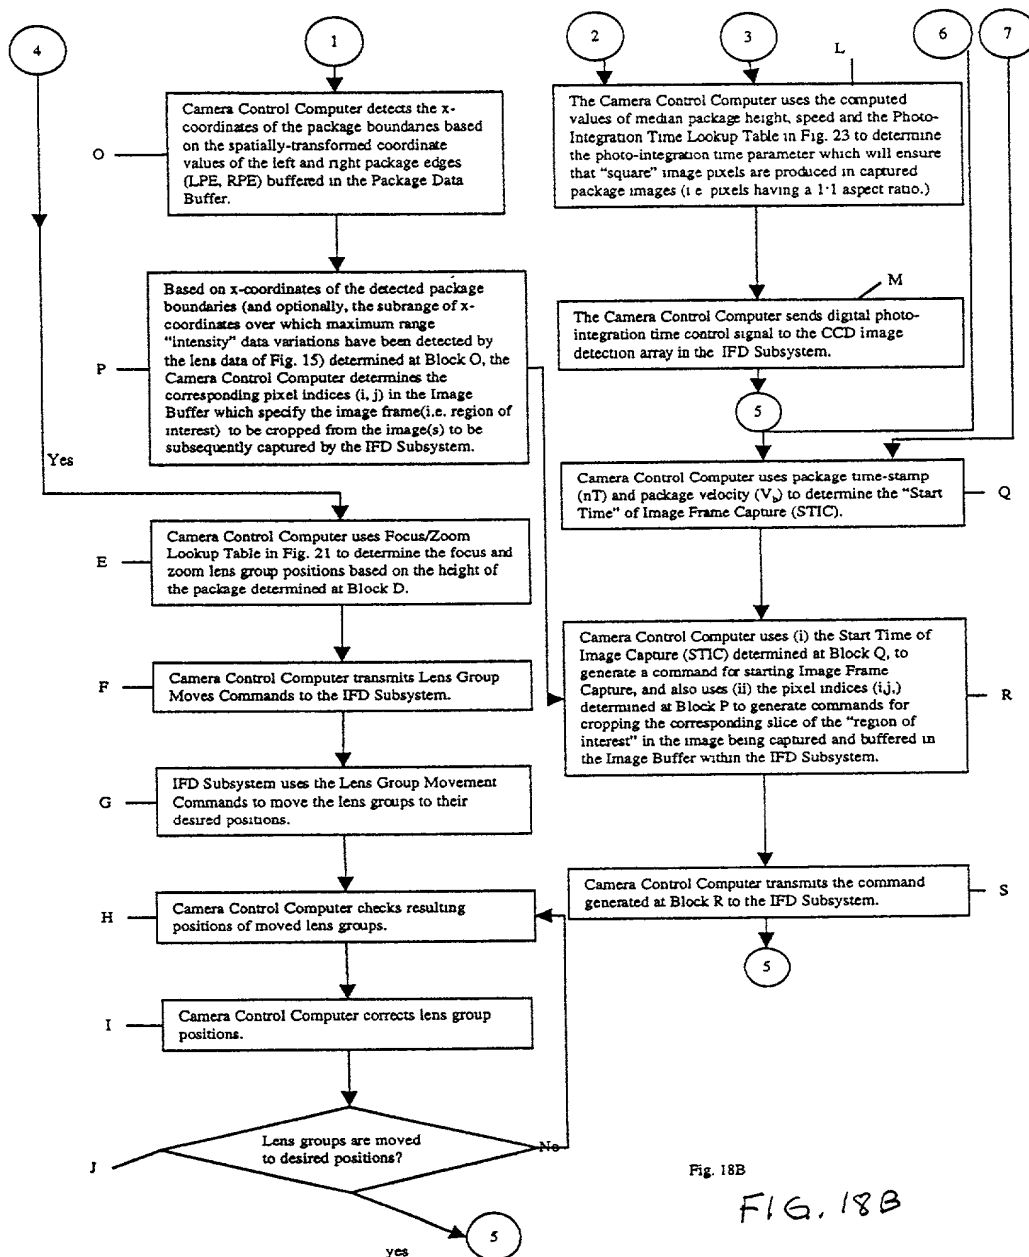 4
1
2
3
6
7
L
O
Camera Control Computer detects the x-
coordinates of the package boundaries based
on the spatially-transformed coordinate
values of the left and right package edges
(LPE, RPE) buffered in the Package Data
Buffer.
The Camera Control Computer uses the computed
values of median package height, speed and the Photo-
Integration Time Lookup Table in Fig. 23 to determine
the photo-integration time parameter which will ensure
that "square" image pixels are produced in captured
package images (i e pixels having a 1·1 aspect ratio.)
P
Based on x-coordinates of the detected package
boundaries (and optionally, the subrange of x-
coordinates over which maximum range
"intensity" data variations have been detected by
the lens data of Fig. 15) determined at Block O, the
Camera Control Computer determines the
corresponding pixel indices (i, j) in the Image
Buffer which specify the image frame(i.e. region of
interest) to be cropped from the image(s) to be
subsequently captured by the IFD Subsystem.
M
The Camera Control Computer sends digital photo-
integration time control signal to the CCD image
detection array in the IFD Subsystem.
5
Yes
Camera Control Computer uses package time-stamp
(nT) and package velocity (Vb) to determine the "Start
Time" of Image Frame Capture (STIC).
Q
E
Camera Control Computer uses Focus/Zoom
Lookup Table in Fig. 21 to determine the focus and
zoom lens group positions based on the height of
the package determined at Block D.
F
Camera Control Computer transmits Lens Group
Moves Commands to the IFD Subsystem.
Camera Control Computer uses (i) the Start Time of
Image Capture (STIC) determined at Block Q, to
generate a command for starting Image Frame
Capture, and also uses (ii) the pixel indices (i,j,)
determined at Block P to generate commands for
cropping the corresponding slice of the "region of
interest" in the image being captured and buffered in
the Image Buffer within the IFD Subsystem.
R
G
IFD Subsystem uses the Lens Group Movement
Commands to move the lens groups to their
desired positions.
H
Camera Control Computer checks resulting
positions of moved lens groups.
Camera Control Computer transmits the command
generated at Block R to the IFD Subsystem.
S
5
I
Camera Control Computer corrects lens group
positions.
J
Lens groups are moved
to desired positions?
No
yes
5
Fig. 18B
FIG. 18B